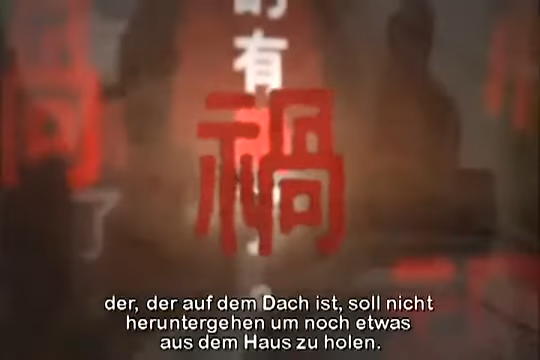 的有
禍
了
der, der auf dem Dach ist, soll nicht
heruntergehen um noch etwas
aus dem Haus zu holen.